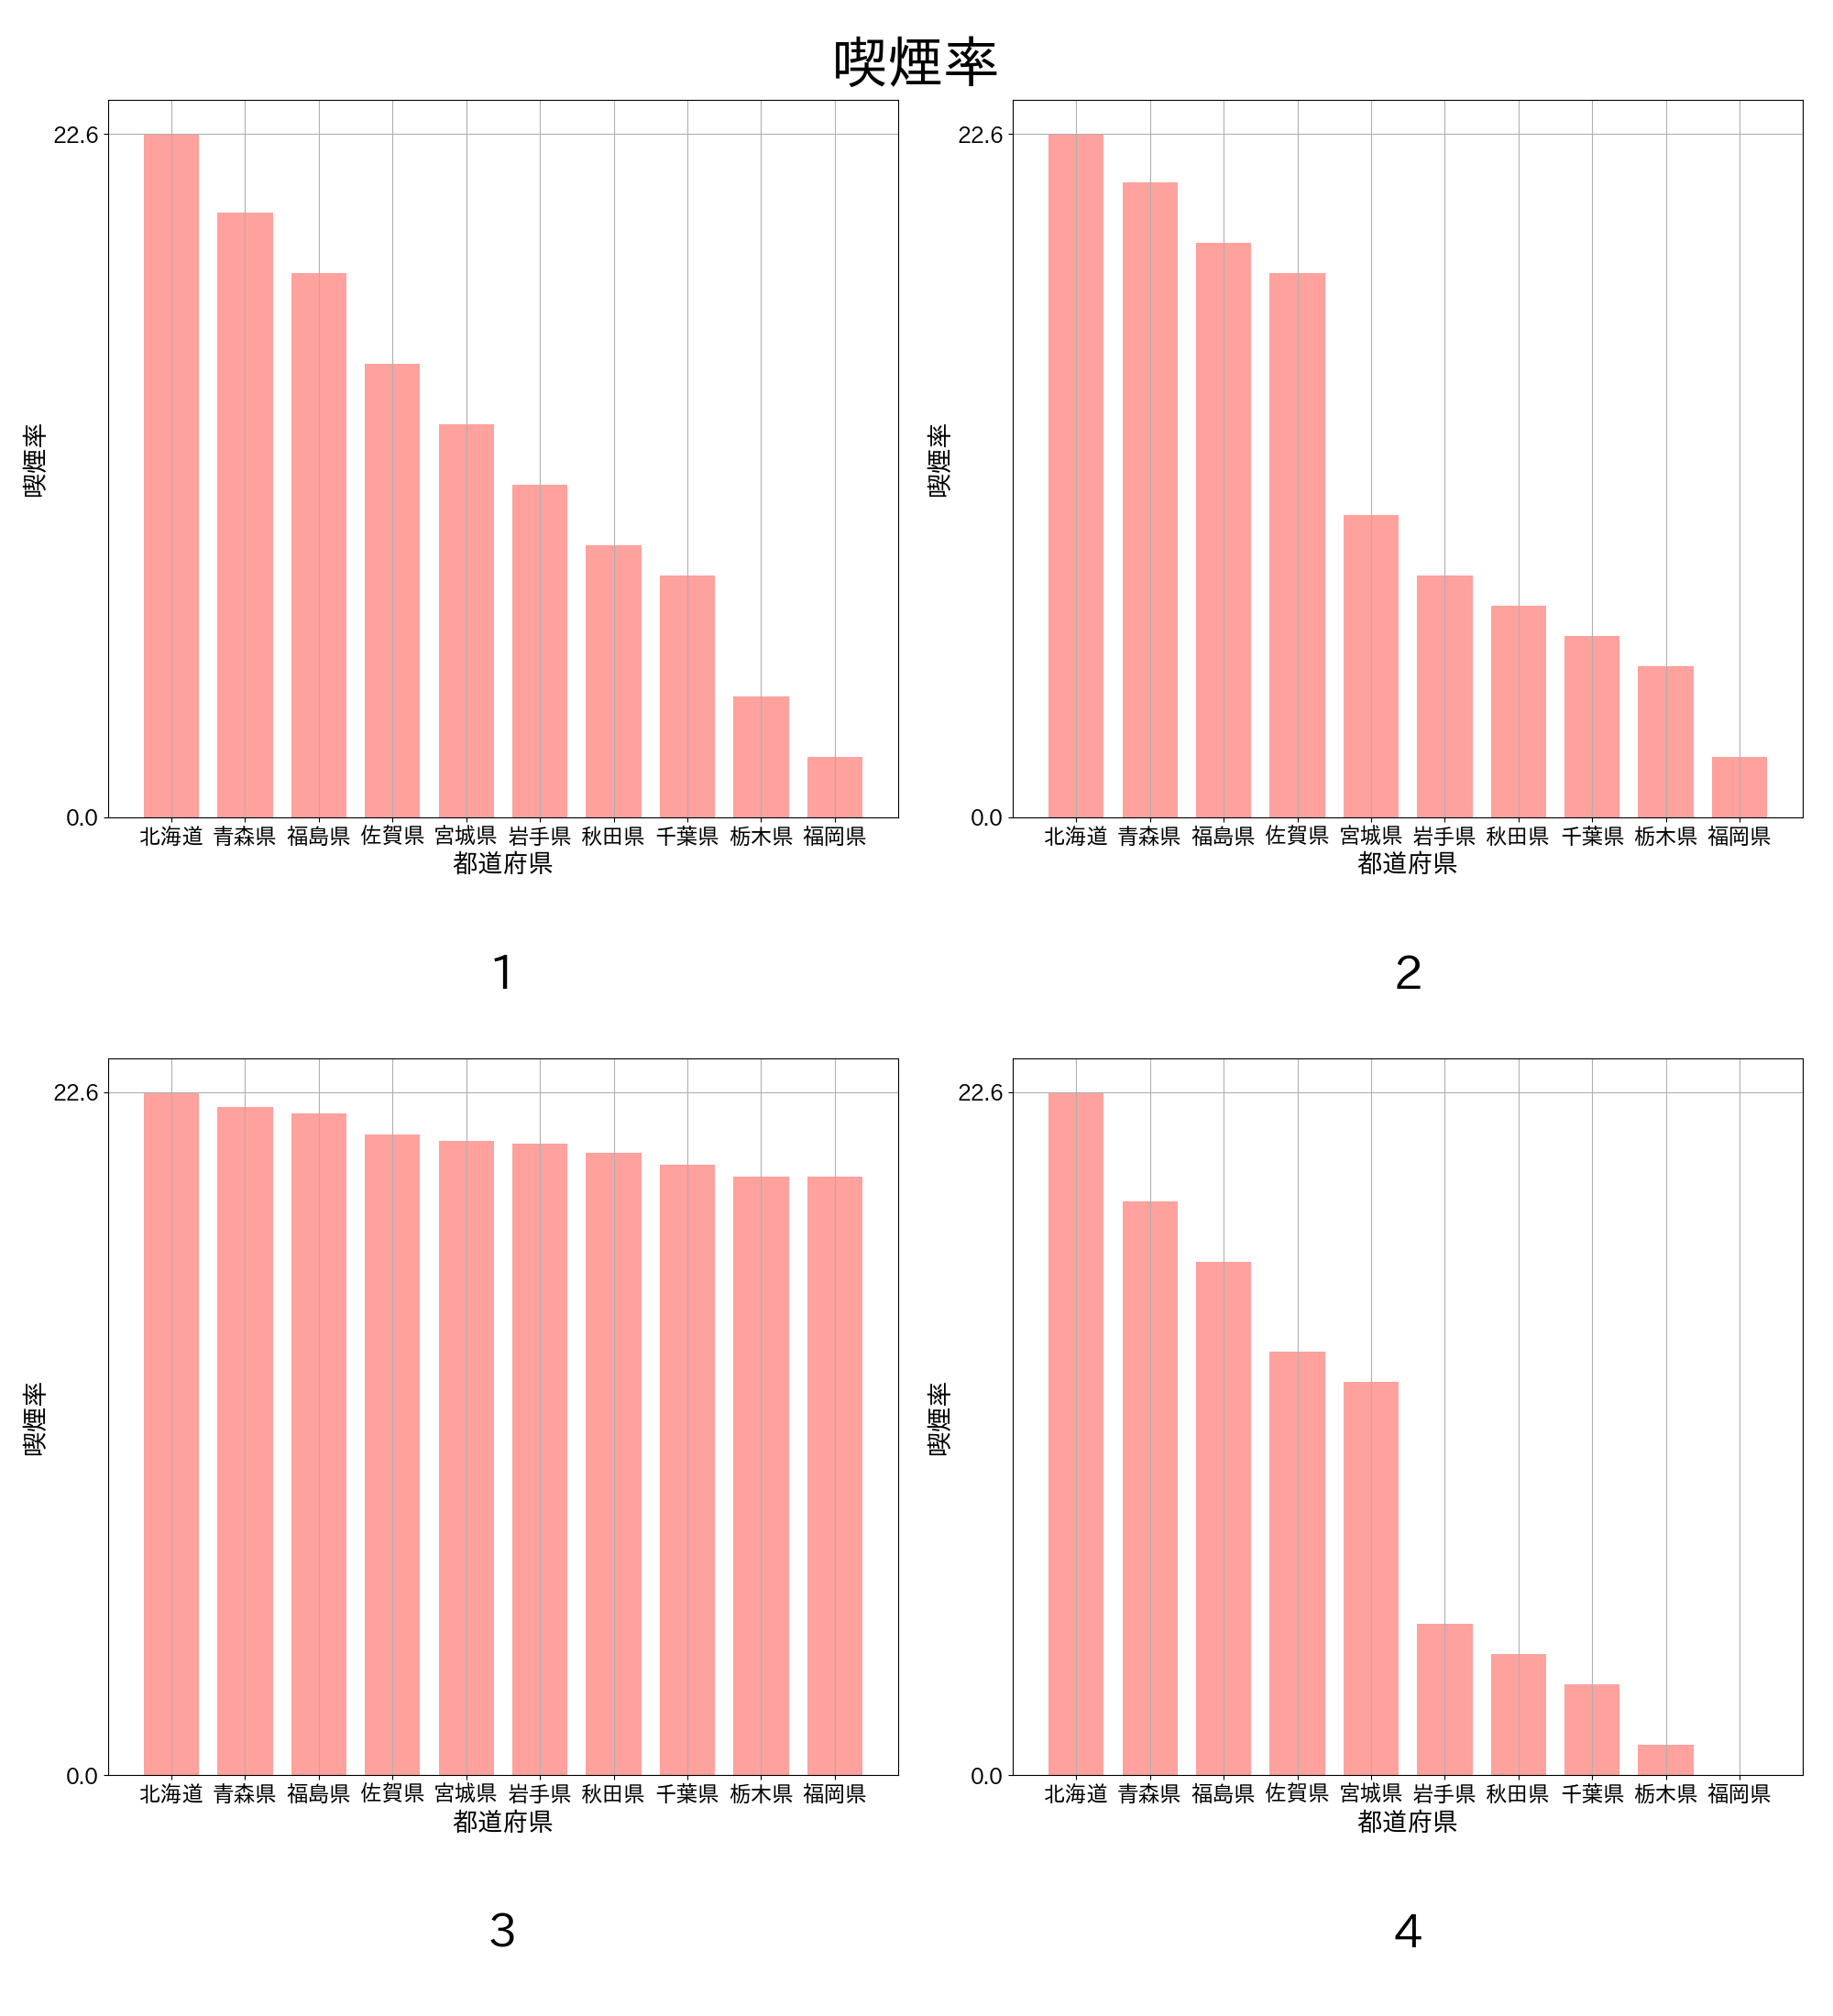 喫煙率
22.6
0.0
喫煙率
北海道 青森県 福島県 佐賀県 宮城県 岩手県 秋田県 千葉県 栃木県 福岡県
都道府県
1
22.6
0.0
喫煙率
北海道 青森県 福島県 佐賀県 宮城県 岩手県 秋田県 千葉県 栃木県 福岡県
都道府県
2
22.6
0.0
喫煙率
北海道 青森県 福島県 佐賀県 宮城県 岩手県 秋田県 千葉県 栃木県 福岡県
都道府県
3
22.6
0.0
喫煙率
北海道 青森県 福島県 佐賀県 宮城県 岩手県 秋田県 千葉県 栃木県 福岡県
都道府県
4